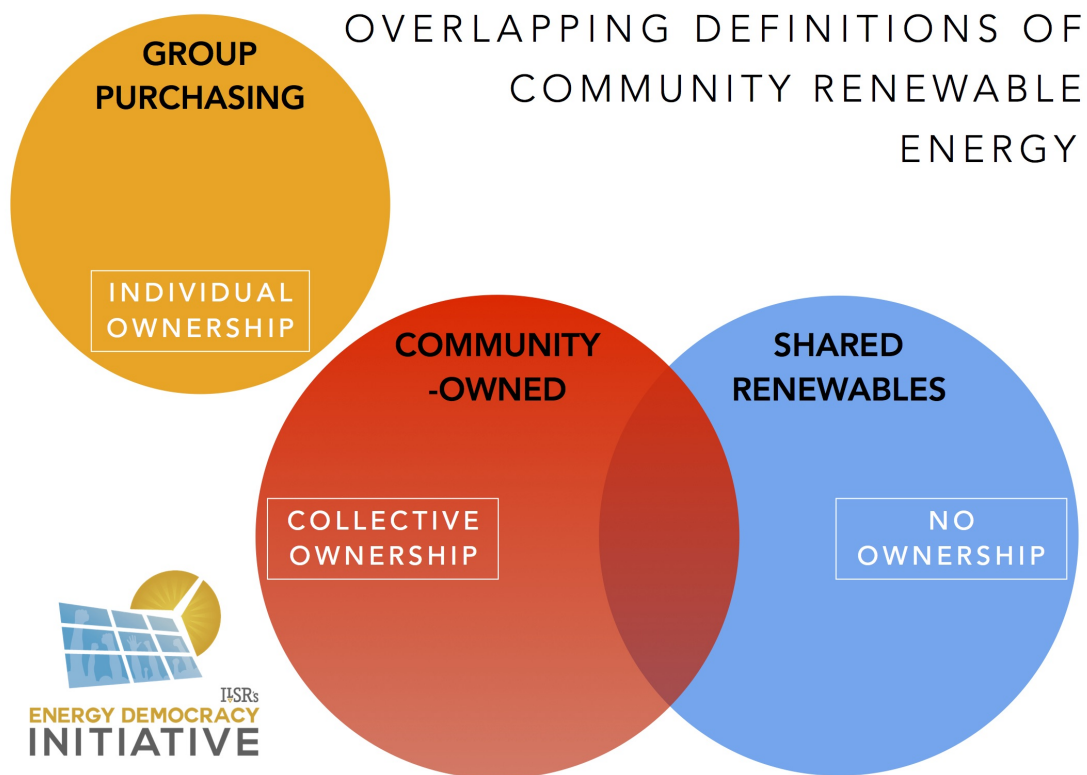 OVERLAPPING DEFINITIONS OF
COMMUNITY RENEWABLE
ENERGY
GROUP
PURCHASING
INDIVIDUAL
OWNERSHIP
COMMUNITY
-OWNED
COLLECTIVE
OWNERSHIP
SHARED
RENEWABLES
NO
OWNERSHIP
ILSR's
ENERGY DEMOCRACY
INITIATIVE